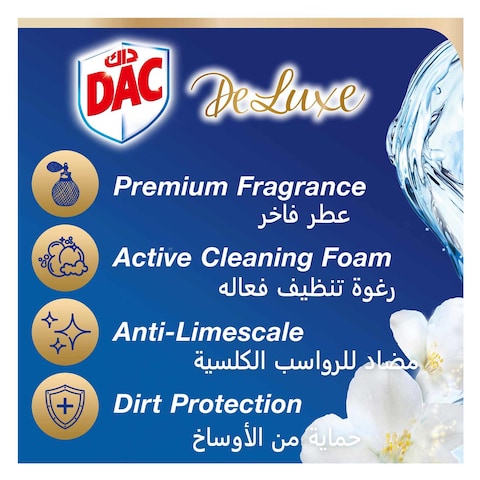 داك
DAC
DeLuxe
Premium Fragrance
عطر فاخر
Active Cleaning Foam
رغوة تنظيف فعاله
Anti-Limescale
مضاد للرواسب الكلسية
Dirt Protection
حماية من الأوساخ